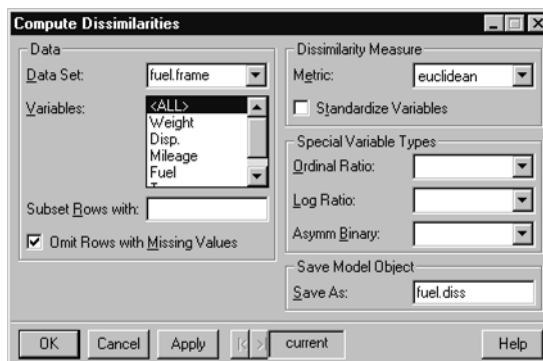 Compute Dissimilarities
Data
Data Set: fuel.frame
Variables: <ALL>
Weight
Disp.
Mileage
Fuel
Subset Rows with:
Omit Rows with Missing Values
Dissimilarity Measure
Metric: euclidean
Standardize Variables
Special Variable Types
Ordinal Ratio:
Log Ratio:
Asymm Binary:
Save Model Object
Save As: fuel.diss
OK Cancel Apply current Help